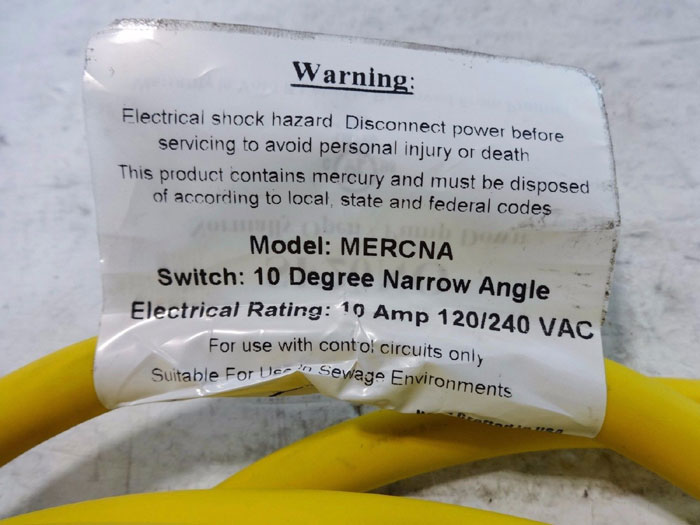 Warning:
Electrical shock hazard. Disconnect power before
servicing to avoid personal injury or death
This product contains mercury and must be disposed
of according to local, state and federal codes
Model: MERCNA
Switch: 10 Degree Narrow Angle
Electrical Rating: 10 Amp 120/240 VAC
For use with control circuits only
Suitable For Use in Sewage Environments